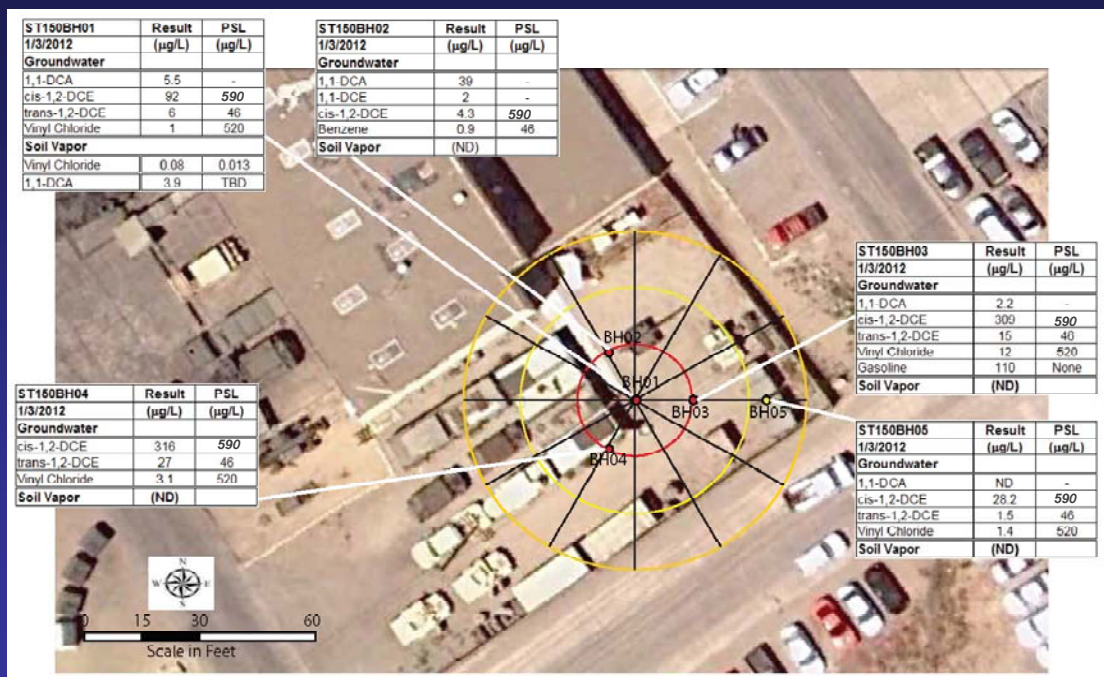 ST150BH01 Result PSL
1/3/2012 (µg/L) (µg/L)
Groundwater
1,1-DCA 5.5 -
cis-1,2-DCE 92 590
trans-1,2-DCE 6 46
Vinyl Chloride 1 520
Soil Vapor
Vinyl Chloride 0.08 0.013
1,1-DCA 3.9 TBD
ST150BH02 Result PSL
1/3/2012 (µg/L) (µg/L)
Groundwater
1,1-DCA 39 -
1,1-DCE 2 -
cis-1,2-DCE 4.3 590
Benzene 0.9 46
Soil Vapor (ND)
ST150BH03 Result PSL
1/3/2012 (µg/L) (µg/L)
Groundwater
1,1-DCA 2.2 -
cis-1,2-DCE 309 590
trans-1,2-DCE 15 46
Vinyl Chloride 12 520
Gasoline 110 None
Soil Vapor (ND)
BH02
BH01
BH03
BH05
BH04
ST150BH04 Result PSL
1/3/2012 (µg/L) (µg/L)
Groundwater
cis-1,2-DCE 316 590
trans-1,2-DCE 27 46
Vinyl Chloride 3.1 520
Soil Vapor (ND)
ST150BH05 Result PSL
1/3/2012 (µg/L) (µg/L)
Groundwater
1,1-DCA ND -
cis-1,2-DCE 28.2 590
trans-1,2-DCE 1.5 46
Vinyl Chloride 1.4 520
Soil Vapor (ND)
N
W E
S
0 15 30 60
Scale in Feet